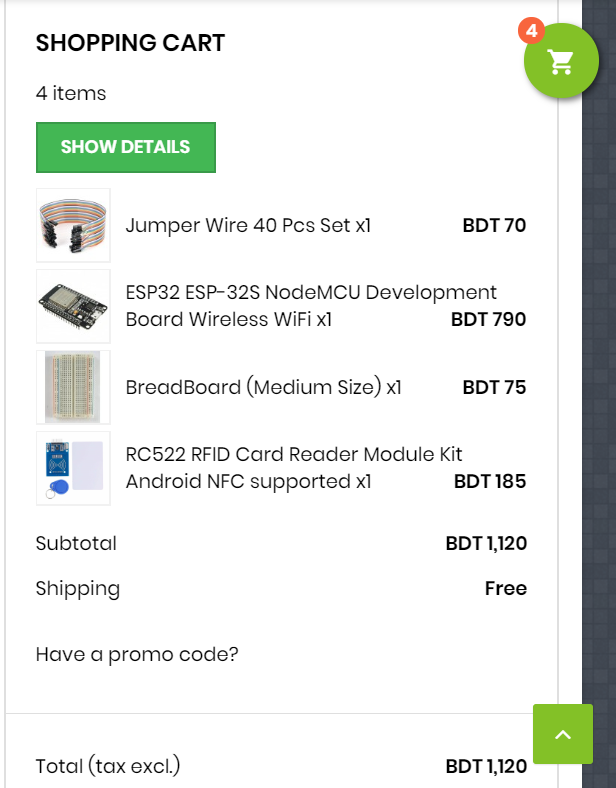 SHOPPING CART
4
4 items
SHOW DETAILS
Jumper Wire 40 Pcs Set x1 BDT 70
ESP32 ESP-32S NodeMCU Development
Board Wireless WiFi x1 BDT 790
BreadBoard (Medium Size) x1 BDT 75
RC522 RFID Card Reader Module Kit
Android NFC supported x1 BDT 185
Subtotal BDT 1,120
Shipping Free
Have a promo code?
Total (tax excl.) BDT 1,120